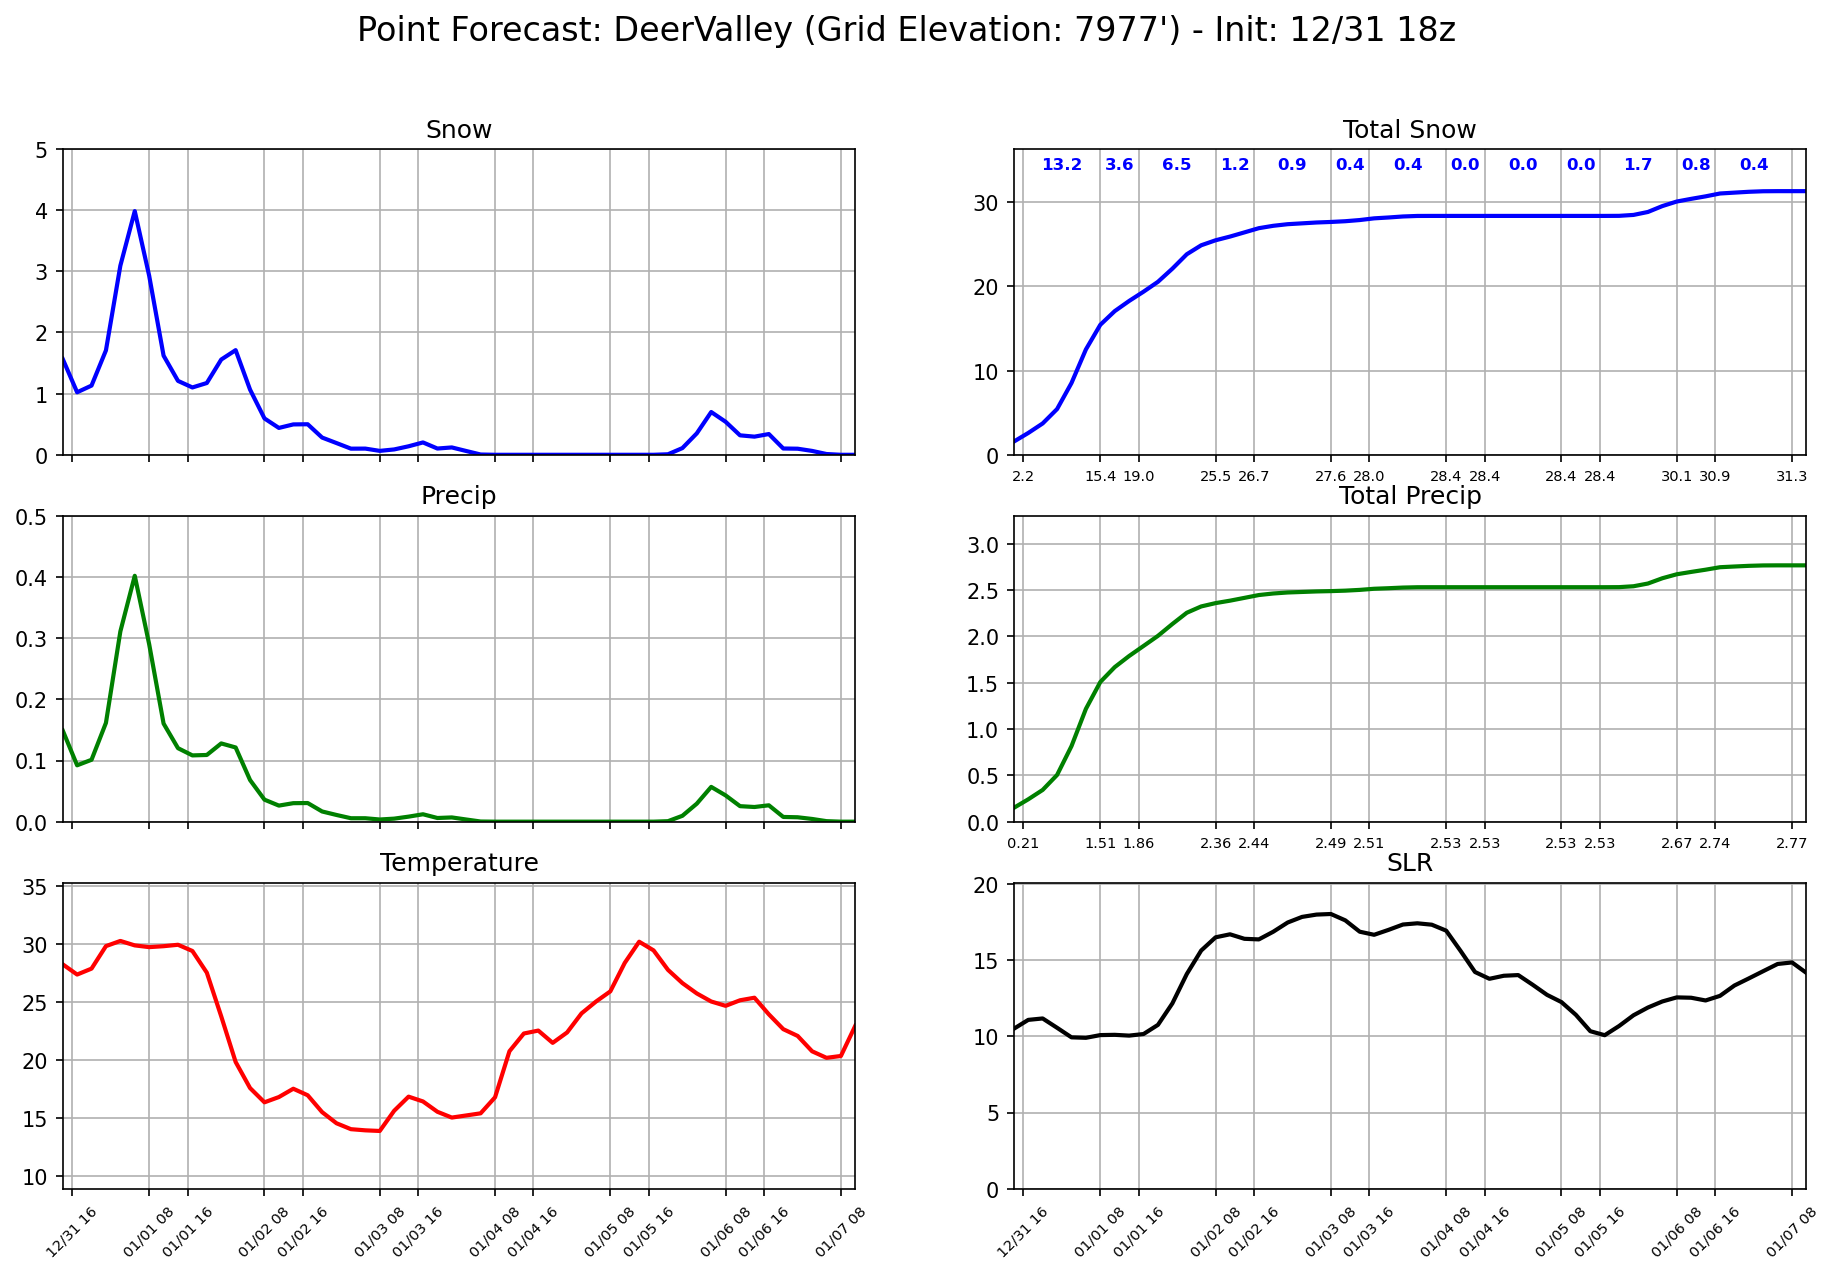 Point Forecast: DeerValley (Grid Elevation: 7977') - Init: 12/31 18z
Snow
5
4
3
2
1
0
Total Snow
13.2 3.6 6.5 1.2 0.9 0.4 0.4 0.0 0.0 0.0 1.7 0.8 0.4
30
20
10
0
2.2 15.4 19.0 25.5 26.7 27.6 28.0 28.4 28.4 28.4 28.4 30.1 30.9 31.3
Precip
0.5
0.4
0.3
0.2
0.1
0.0
Total Precip
3.0
2.5
2.0
1.5
1.0
0.5
0.0
0.21 1.51 1.86 2.36 2.44 2.49 2.51 2.53 2.53 2.53 2.53 2.67 2.74 2.77
Temperature
35
30
25
20
15
10
12/31 16 01/01 08 01/01 16 01/02 08 01/02 16 01/03 08 01/03 16 01/04 08 01/04 16 01/05 08 01/05 16 01/06 08 01/06 16 01/07 08
SLR
20
15
10
5
0
12/31 16 01/01 08 01/01 16 01/02 08 01/02 16 01/03 08 01/03 16 01/04 08 01/04 16 01/05 08 01/05 16 01/06 08 01/06 16 01/07 08